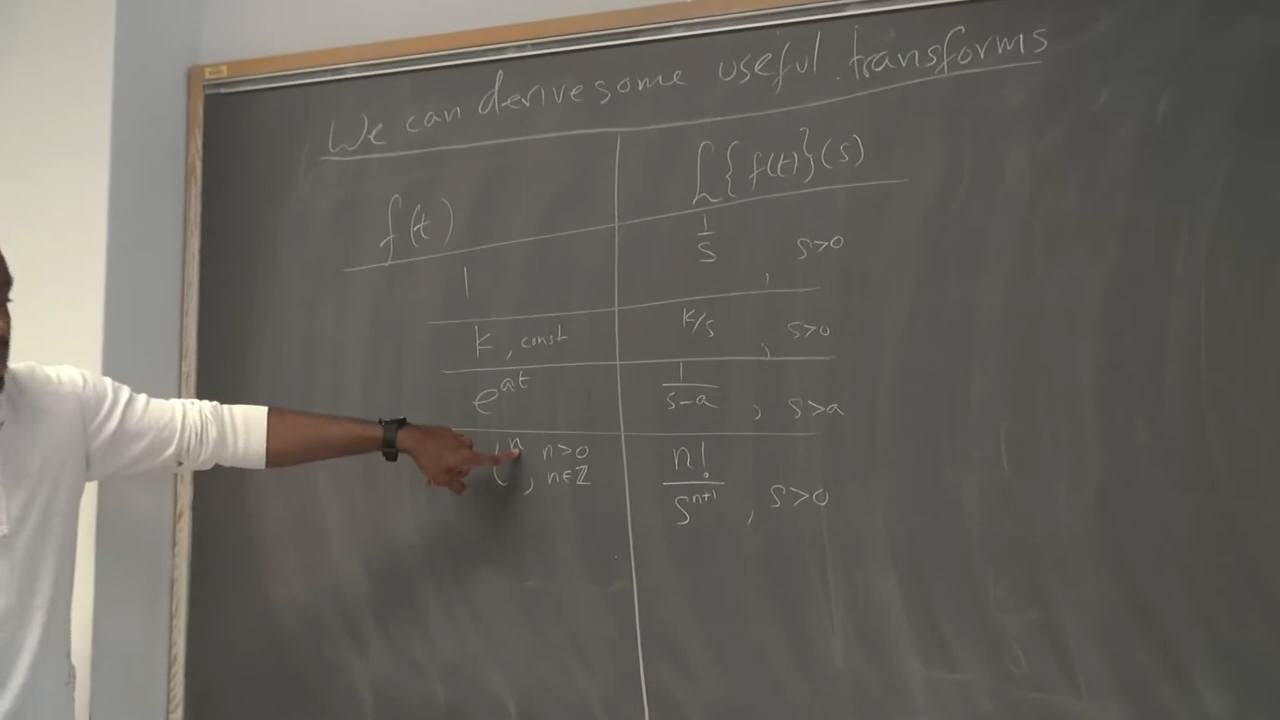 We can derive some useful transforms
f(t) ℒ{f(t)}(s)
1 1/s , s>0
k , const k/s , s>0
e^{at} 1/(s-a) , s>a
t^n , n>0 n∈ℤ n!/s^{n+1} , s>0